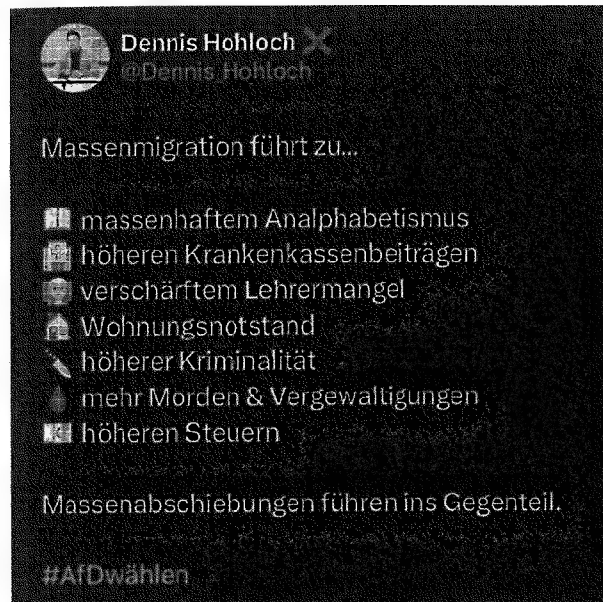 Dennis Hohloch
@Dennis_Hohloch
Massenmigration führt zu...
massenhaftem Analphabetismus
höheren Krankenkassenbeiträgen
verschärftem Lehrermangel
Wohnungsnotstand
höherer Kriminalität
mehr Morden & Vergewaltigungen
höheren Steuern
Massenabschiebungen führen ins Gegenteil.
#AfDwählen